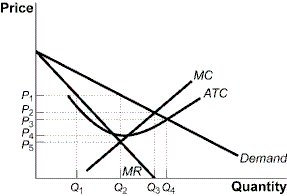 Price
MC
ATC
P1
P2
P3
P4
P5
MR
Demand
Q1 Q2 Q3 Q4 Quantity